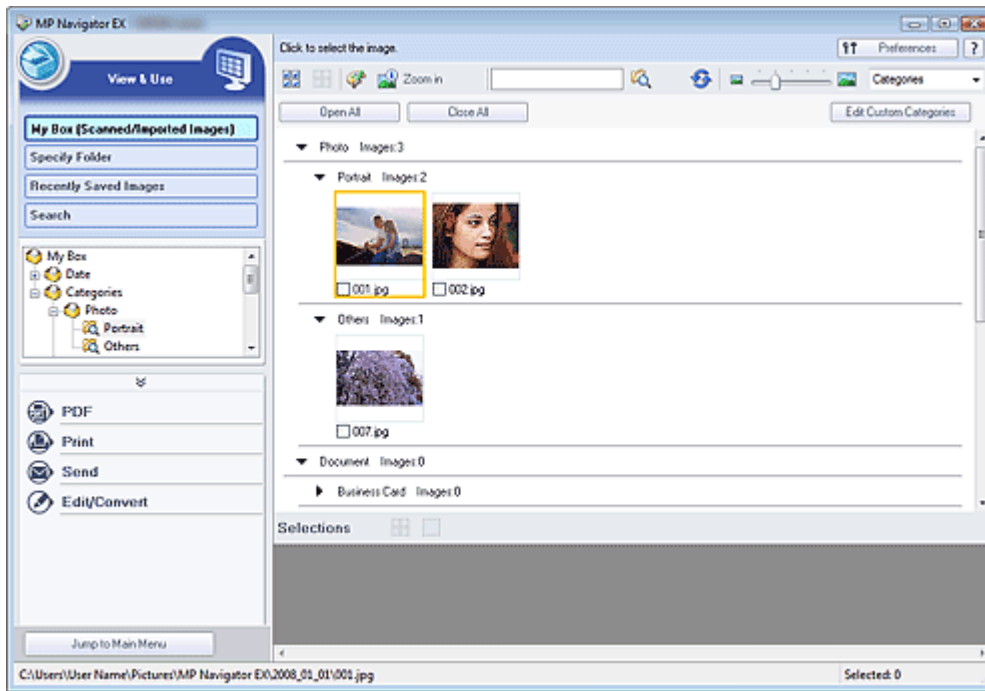 MP Navigator EX
View & Use
My Box (Scanned/Imported Images)
Specify Folder
Recently Saved Images
Search
My Box
Date
Categories
Photo
Portrait
Others
PDF
Print
Send
Edit/Convert
Jump to Main Menu
Click to select the image.
Preferences
?
Zoom in
Categories
Open All
Close All
Edit Custom Categories
Photo Images:3
Portrait Images:2
001.jpg
002.jpg
Others Images:1
007.jpg
Document Images:0
Business Card Images:0
Selections
C:\Users\User Name\Pictures\MP Navigator EX\2008_01_01\001.jpg
Selected: 0